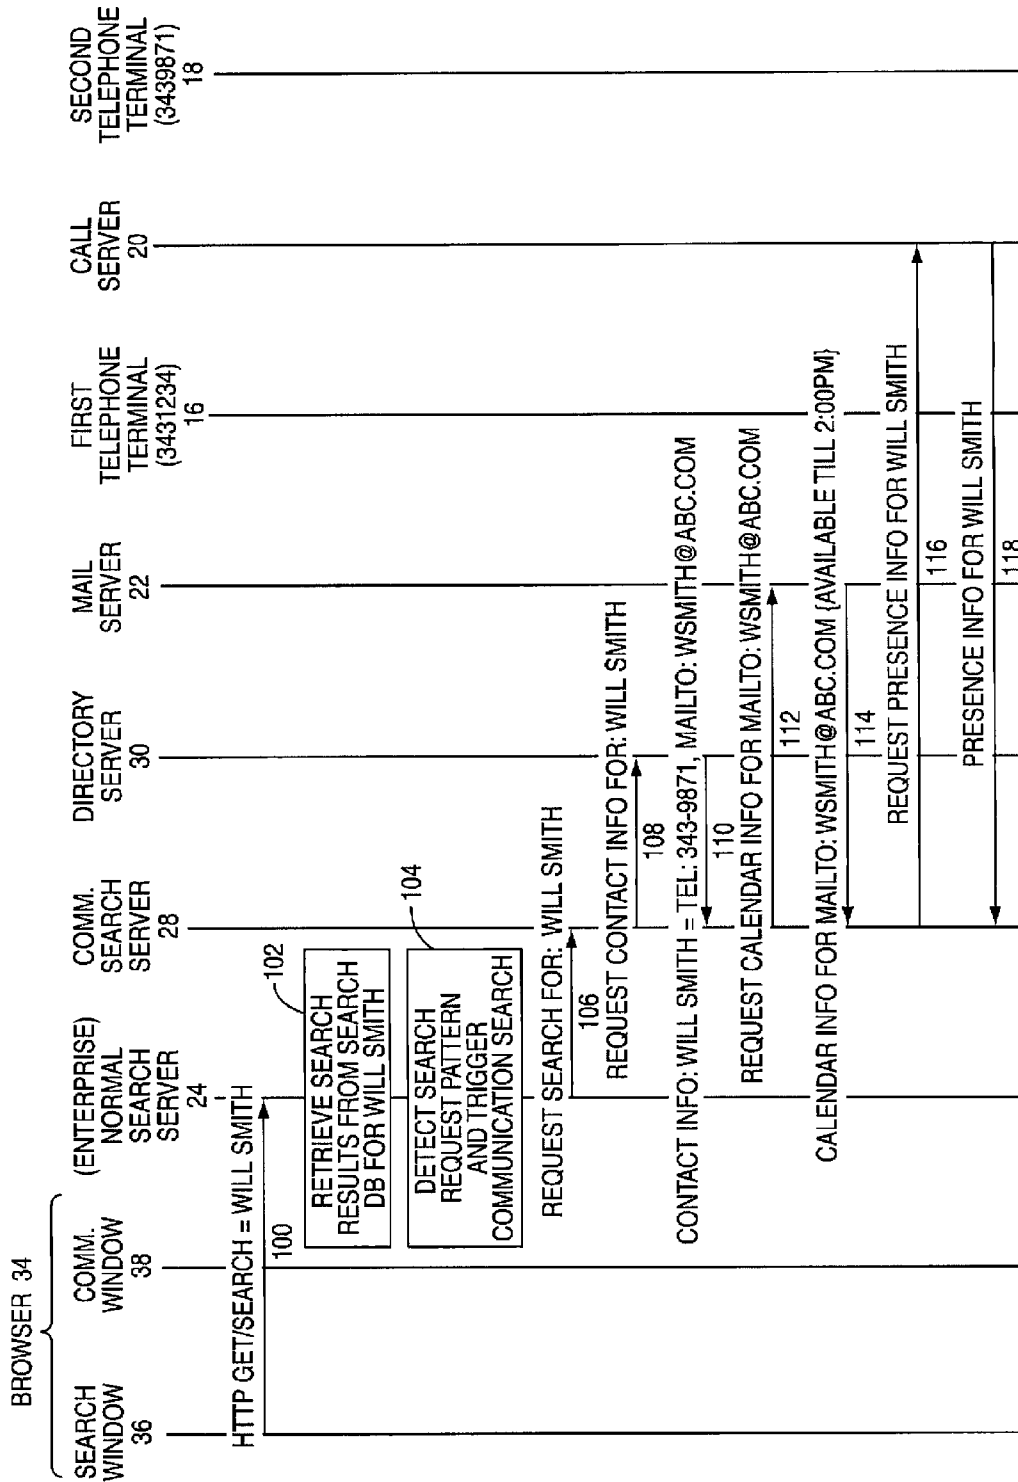 BROWSER 34
SEARCH
WINDOW
36
COMM.
WINDOW
38
(ENTERPRISE)
NORMAL
SEARCH
SERVER
24
COMM.
SEARCH
SERVER
28
DIRECTORY
SERVER
30
MAIL
SERVER
22
FIRST
TELEPHONE
TERMINAL
(3431234)
16
CALL
SERVER
20
SECOND
TELEPHONE
TERMINAL
(3439871)
18
HTTP GET/SEARCH = WILL SMITH
100
102
RETRIEVE SEARCH
RESULTS FROM SEARCH
DB FOR WILL SMITH
104
DETECT SEARCH
REQUEST PATTERN
AND TRIGGER
COMMUNICATION SEARCH
REQUEST SEARCH FOR: WILL SMITH
106
REQUEST CONTACT INFO FOR: WILL SMITH
108
CONTACT INFO: WILL SMITH = TEL: 343-9871, MAILTO: WSMITH@ABC.COM
110
REQUEST CALENDAR INFO FOR MAILTO: WSMITH@ABC.COM
112
CALENDAR INFO FOR MAILTO: WSMITH@ABC.COM {AVAILABLE TILL 2:00PM}
114
REQUEST PRESENCE INFO FOR WILL SMITH
116
PRESENCE INFO FOR WILL SMITH
118